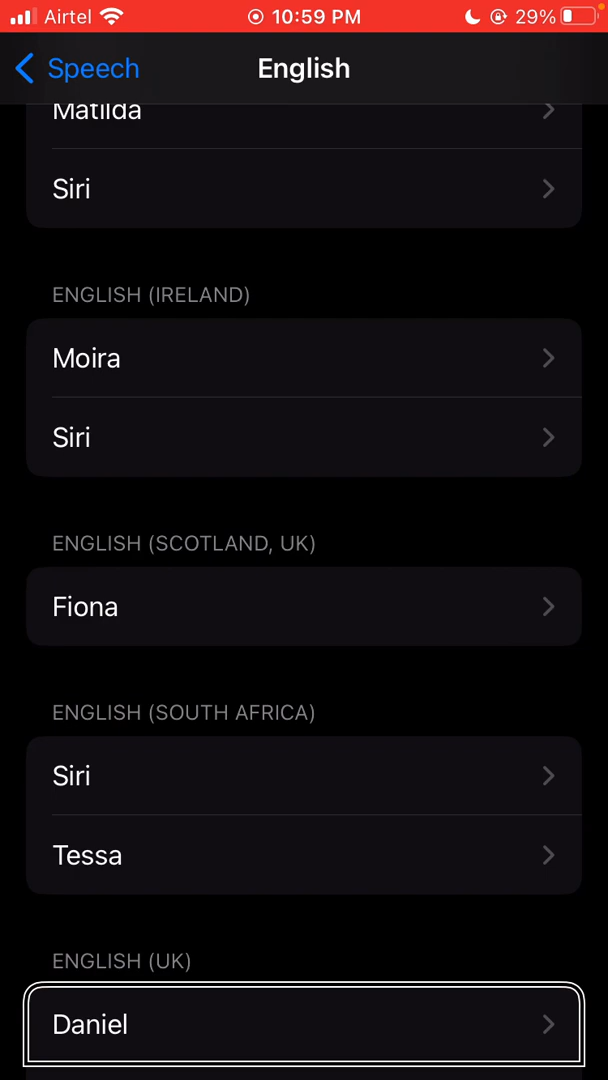 Airtel 10:59 PM 29%
Speech English
Matilda
Siri
ENGLISH (IRELAND)
Moira
Siri
ENGLISH (SCOTLAND, UK)
Fiona
ENGLISH (SOUTH AFRICA)
Siri
Tessa
ENGLISH (UK)
Daniel